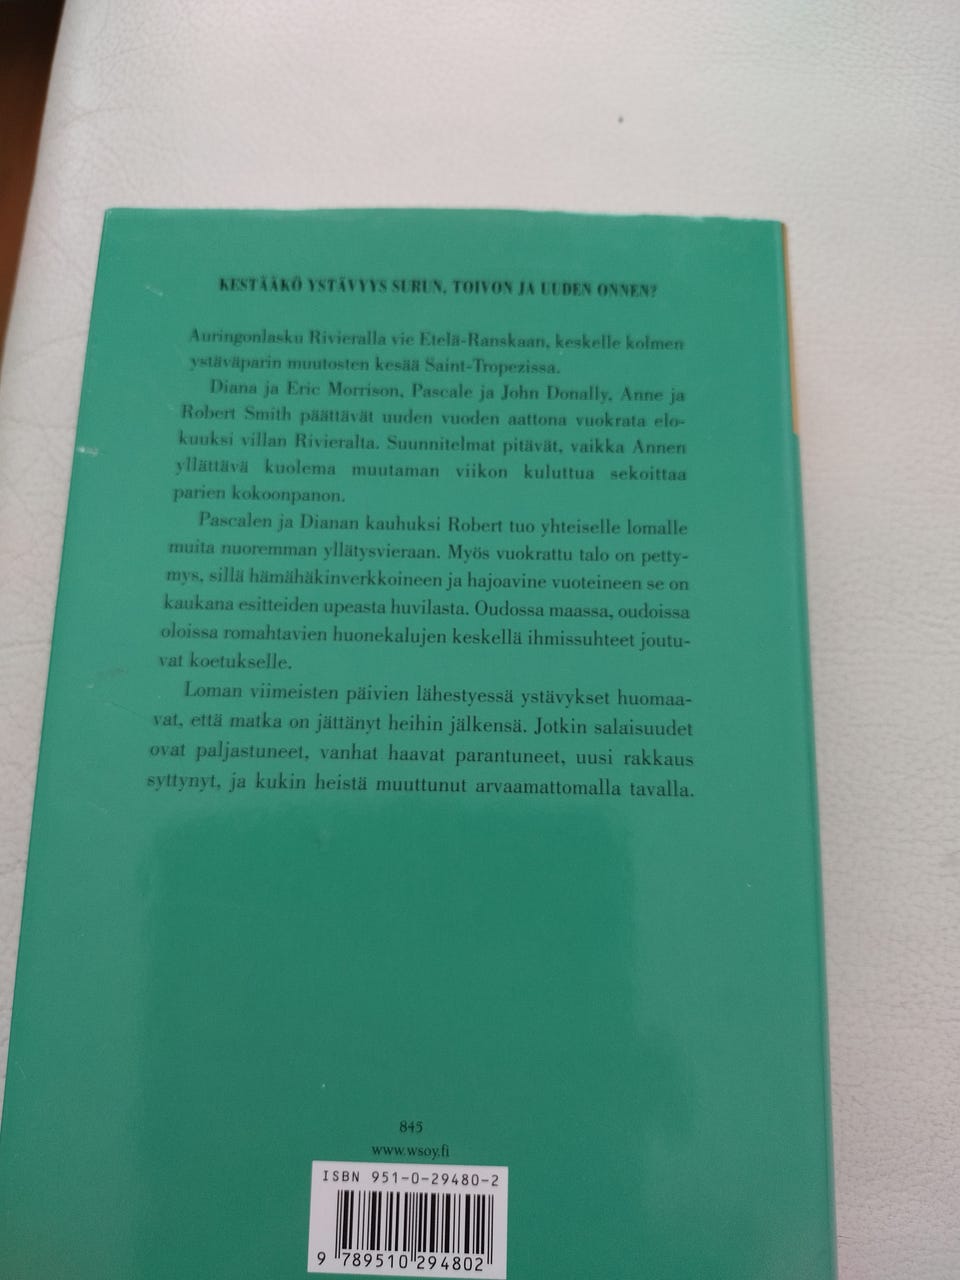 KESTÄÄKÖ YSTÄVYYS SURUN, TOIVON JA UUDEN ONNEN?
Auringonlasku Rivieralla vie Etelä-Ranskaan, keskelle kolmen
ystäväparin muutosten kesää Saint-Tropezissa.
Diana ja Eric Morrison, Pascale ja John Donally, Anne ja
Robert Smith päättävät uuden vuoden aattona vuokrata elo-
kuuksi villan Rivieralta. Suunnitelmat pitävät, vaikka Annen
yllättävä kuolema muutaman viikon kuluttua sekoittaa
parien kokoonpanon.
Pascalen ja Dianan kauhuksi Robert tuo yhteiselle lomalle
muita nuoremman yllätysvieraan. Myös vuokrattu talo on petty-
mys, sillä hämähäkinverkkoineen ja hajoavine vuoteineen se on
kaukana esitteiden upeasta huvilasta. Oudossa maassa, oudoissa
oloissa romahtavien huonekalujen keskellä ihmissuhteet joutu-
vat koetukselle.
Loman viimeisten päivien lähestyessä ystävykset huomaa-
vat, että matka on jättänyt heihin jälkensä. Jotkin salaisuudet
ovat paljastuneet, vanhat haavat parantuneet, uusi rakkaus
syttynyt, ja kukin heistä muuttunut arvaamattomalla tavalla.
845
www.wsoy.fi
ISBN 951-0-29480-2
9 789510 294802